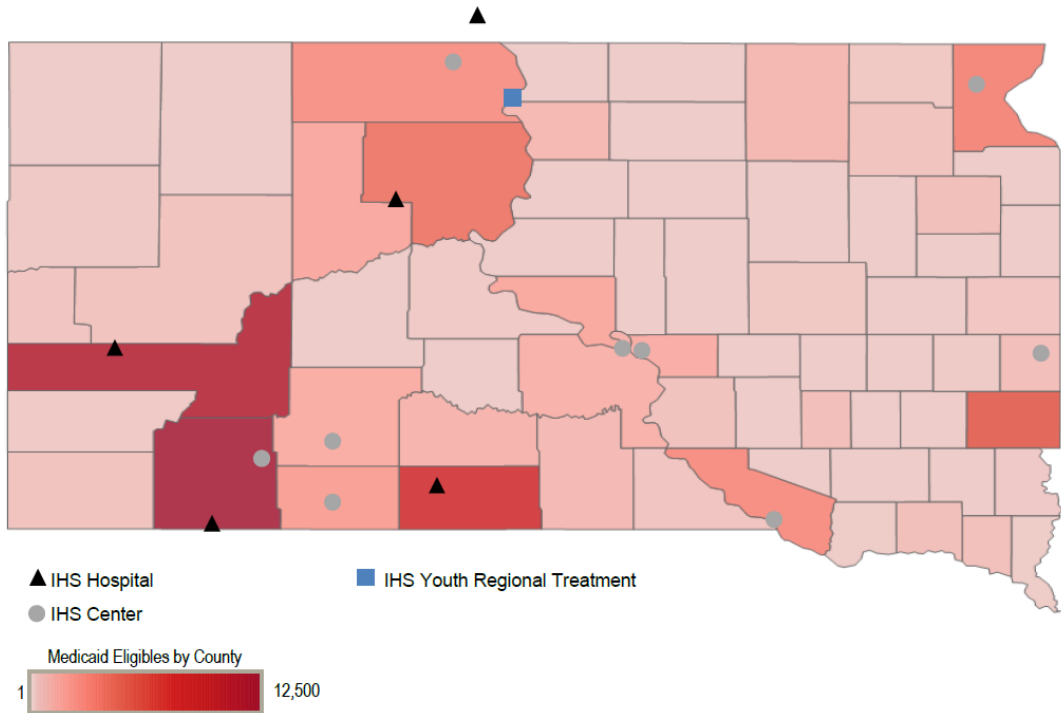 IHS Hospital
IHS Youth Regional Treatment
IHS Center
Medicaid Eligibles by County
1
12,500